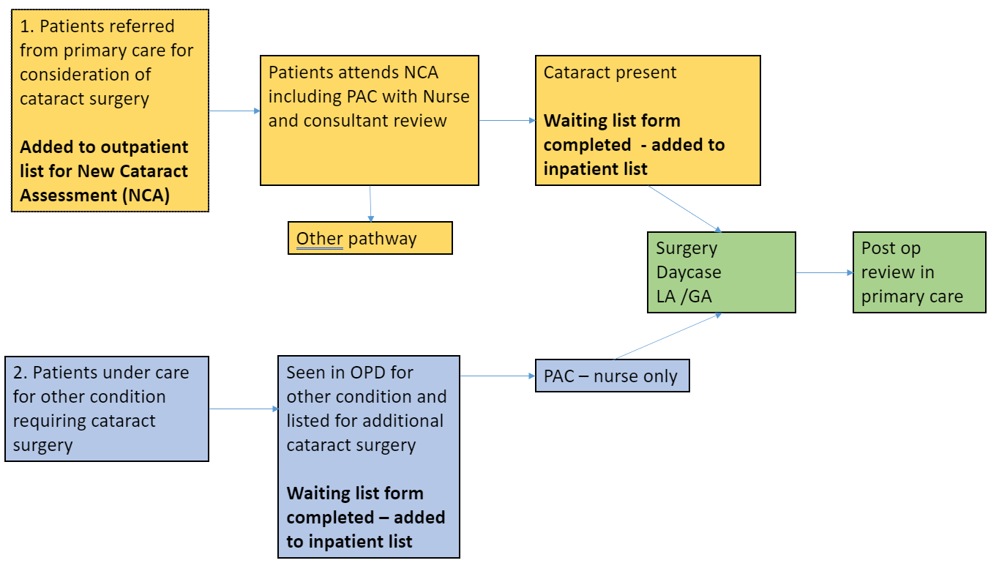 1. Patients referred
from primary care for
consideration of
cataract surgery
Added to outpatient
list for New Cataract
Assessment (NCA)
Patients attends NCA
including PAC with Nurse
and consultant review
Cataract present
Waiting list form
completed  - added to
inpatient list
Other pathway
Surgery
Daycase
LA /GA
Post op
review in
primary care
2. Patients under care
for other condition
requiring cataract
surgery
Seen in OPD for
other condition and
listed for additional
cataract surgery
Waiting list form
completed – added
to inpatient list
PAC – nurse only